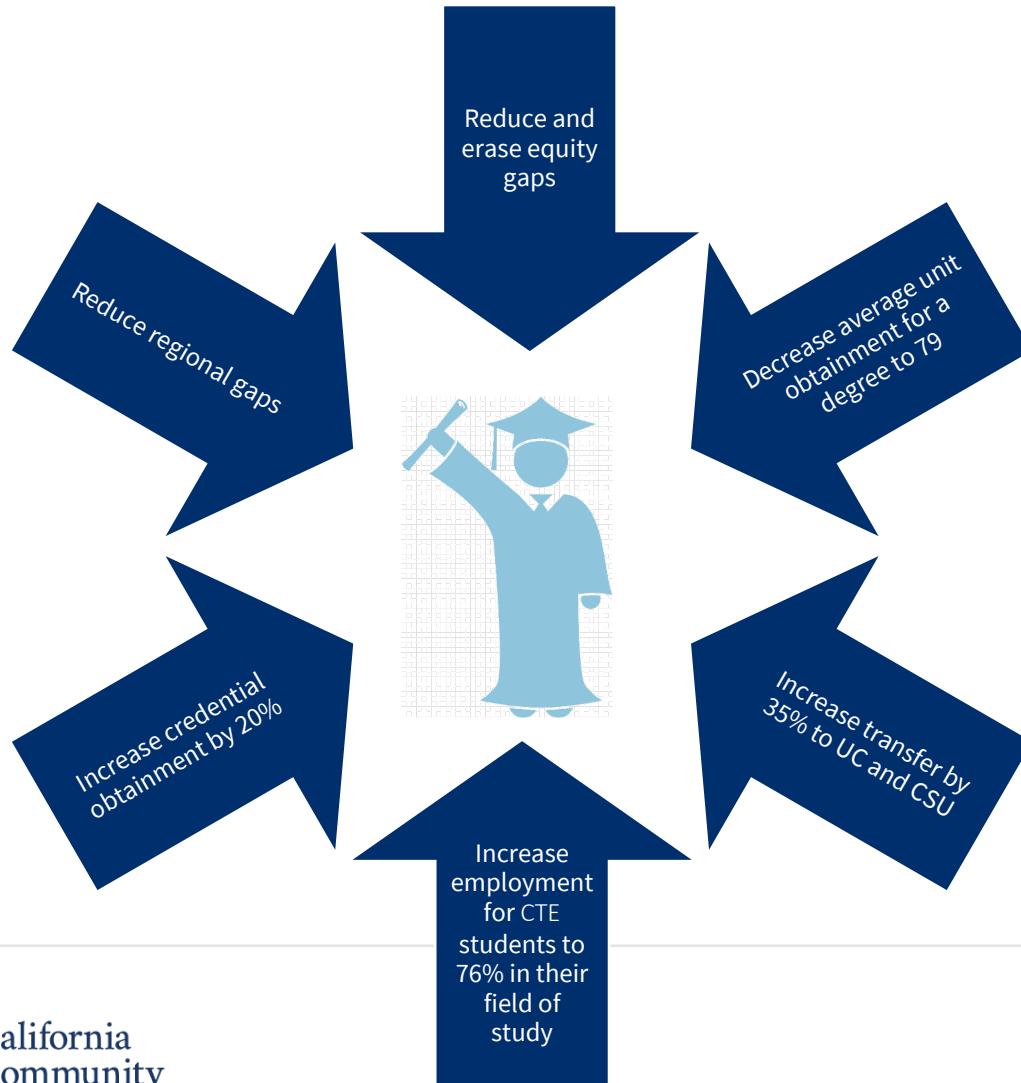 Reduce and
erase equity
gaps
Reduce regional gaps
Decrease average unit
obtainment for a
degree to 79
Increase credential
obtainment by 20%
Increase transfer by
35% to UC and CSU
Increase
employment
for CTE
students to
76% in their
field of
study
alifornia
ommunity